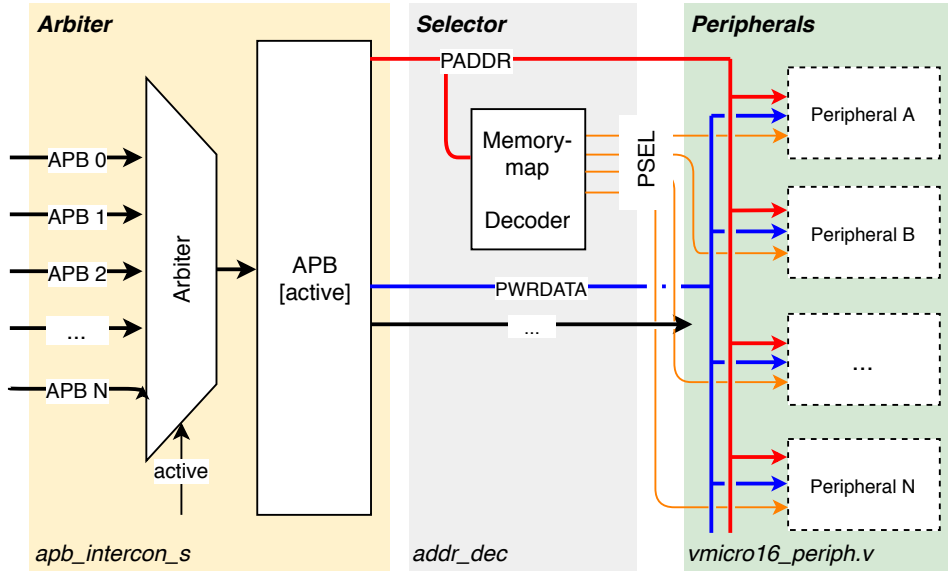 Arbiter
Selector
Peripherals
PADDR
APB 0
APB 1
APB 2
...
APB N
Arbiter
active
APB
[active]
Memory-
map
Decoder
PSEL
PWRDATA
...
Peripheral A
Peripheral B
...
Peripheral N
apb_intercon_s
addr_dec
vmicro16_periph.v